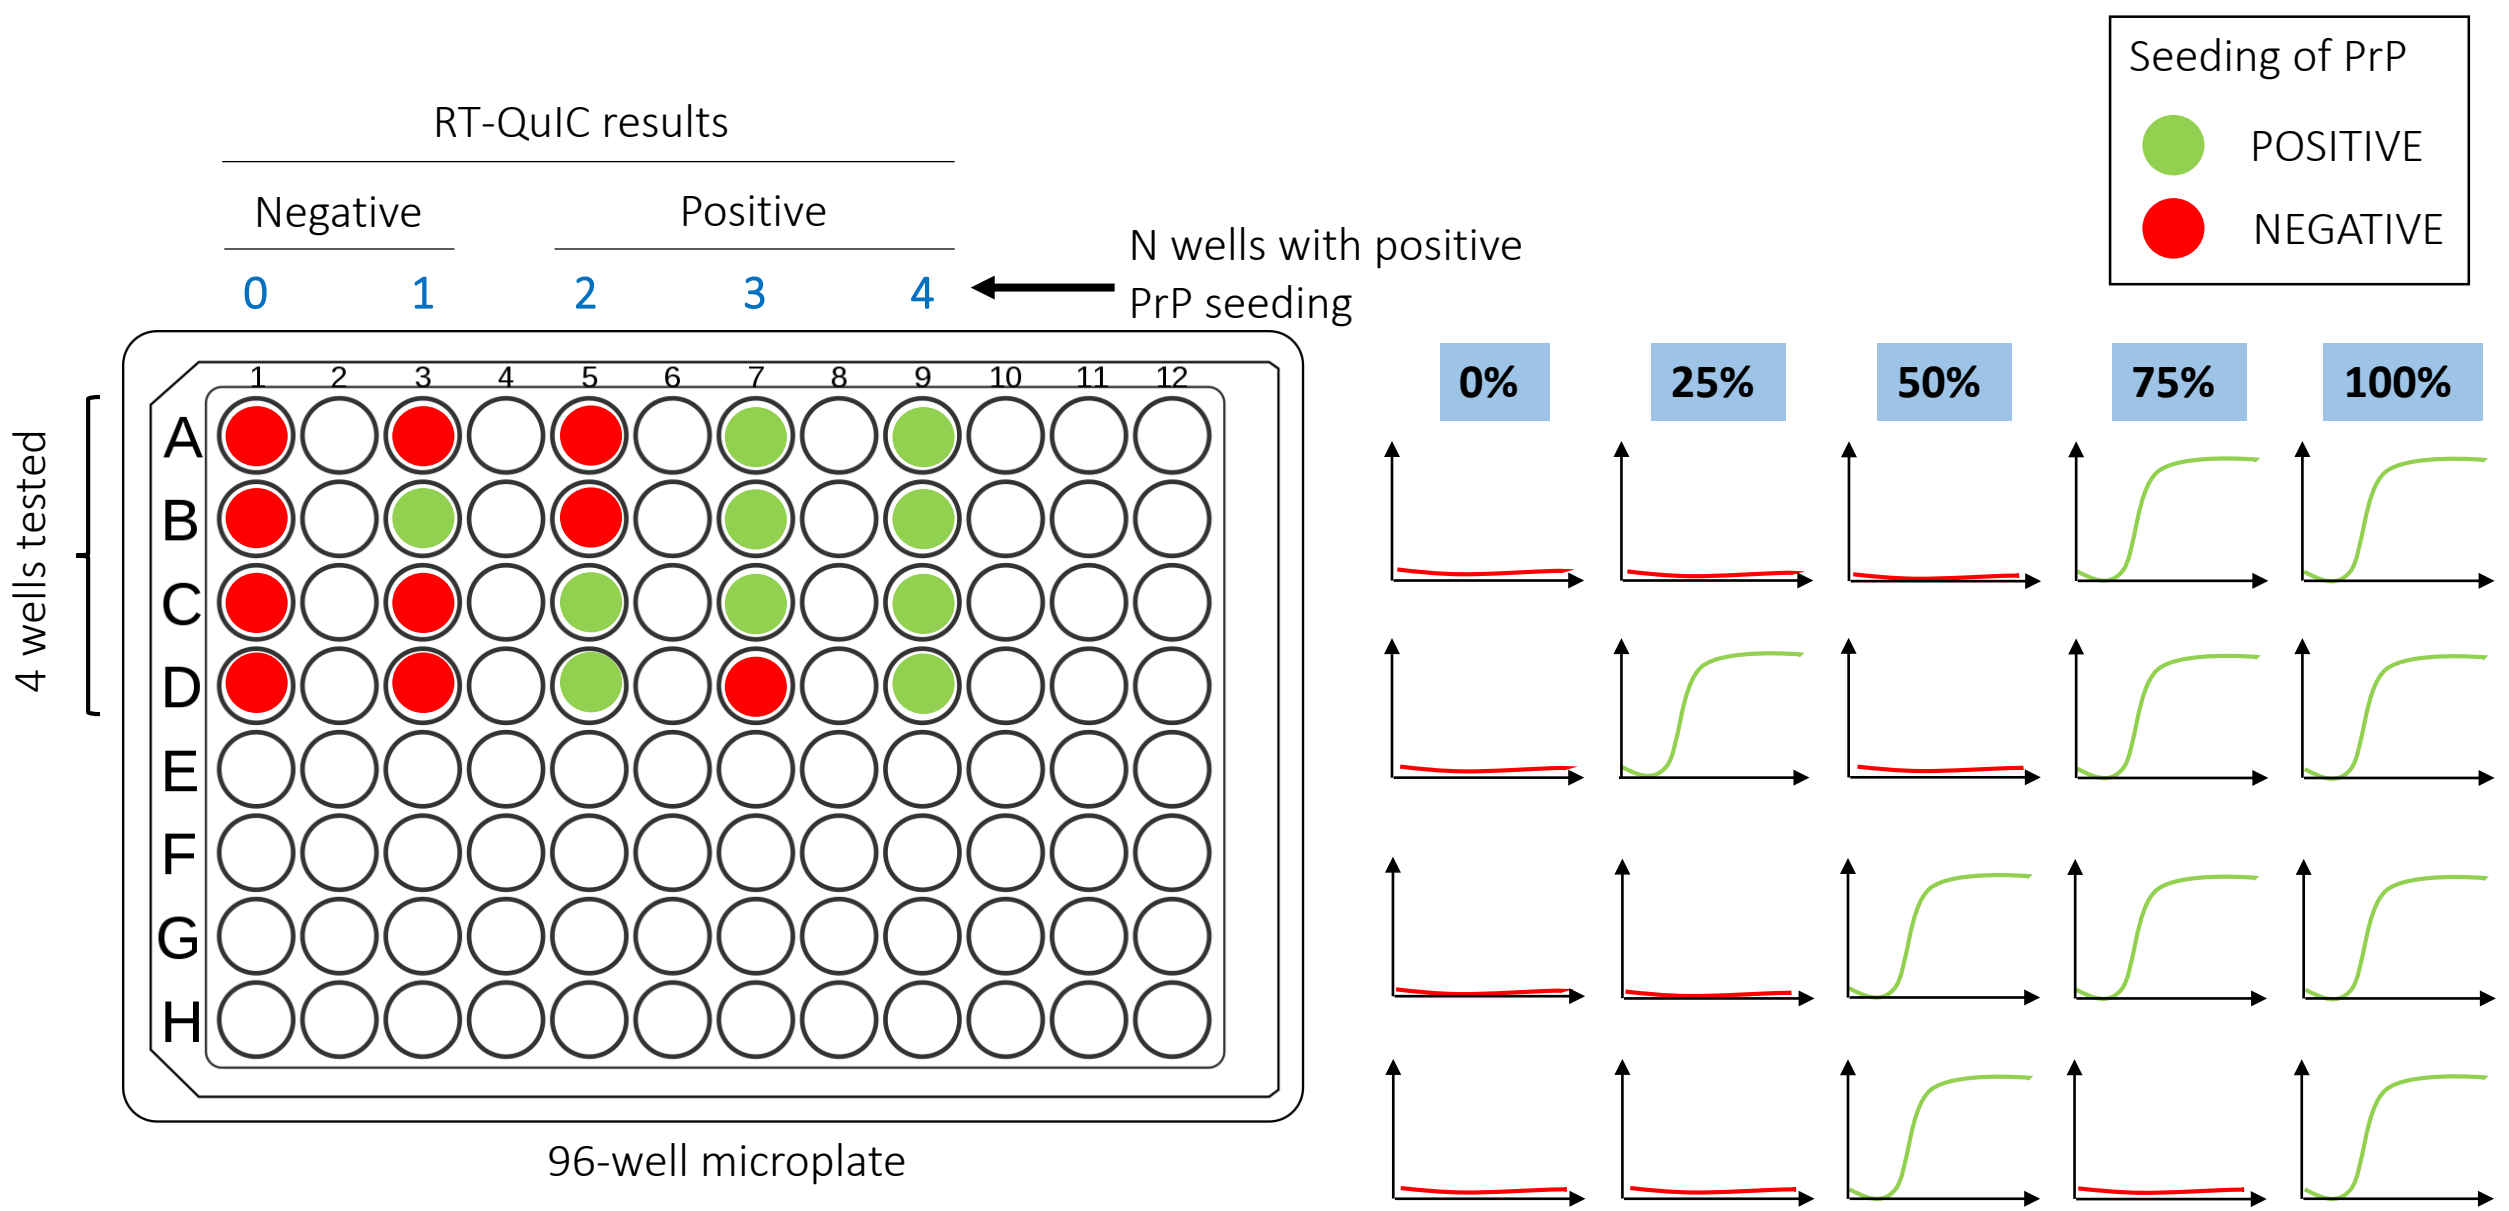 Seeding of PrP
POSITIVE
NEGATIVE
RT-QuIC results
Negative Positive
0 1 2 3 4
N wells with positive
PrP seeding
4 wells tested
1 2 3 4 5 6 7 8 9 10 11 12
A
B
C
D
E
F
G
H
96-well microplate
0% 25% 50% 75% 100%